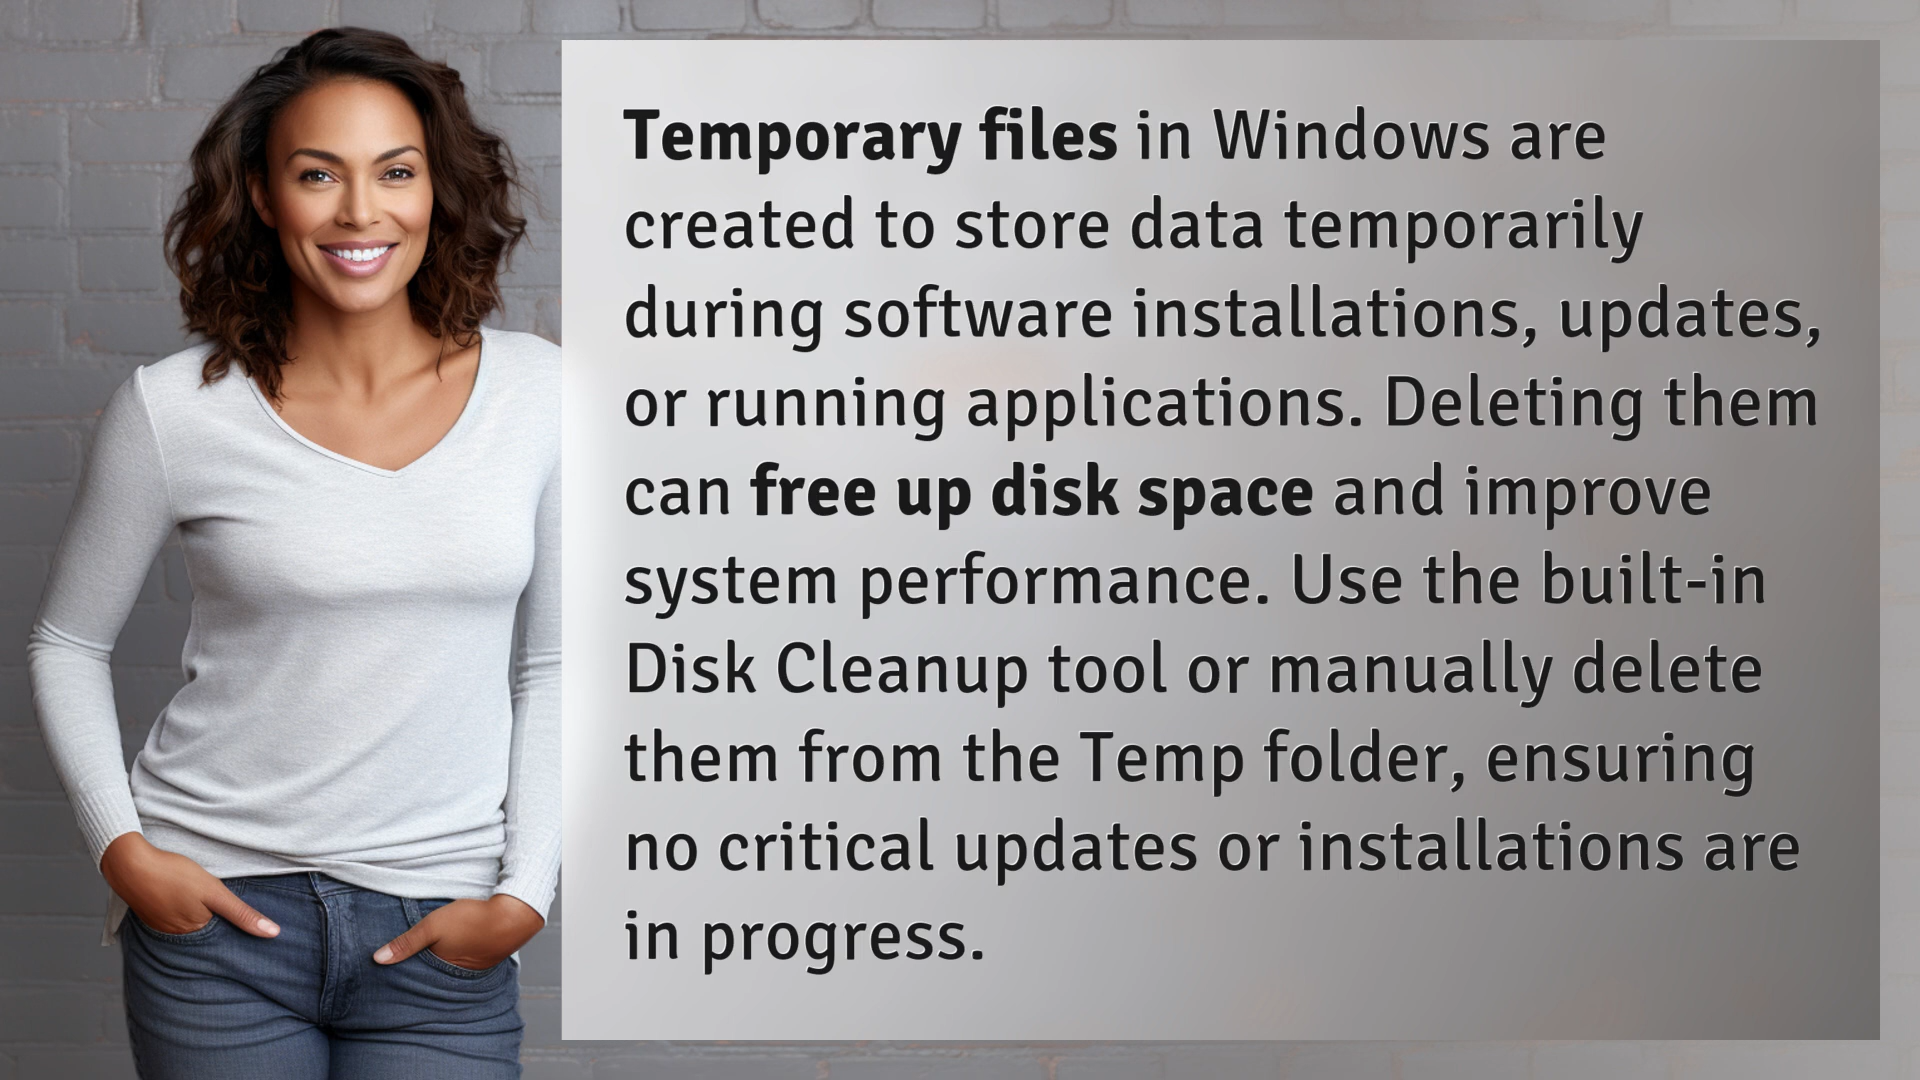 Temporary files in Windows are
created to store data temporarily
during software installations, updates,
or running applications. Deleting them
can free up disk space and improve
system performance. Use the built-in
Disk Cleanup tool or manually delete
them from the Temp folder, ensuring
no critical updates or installations are
in progress.